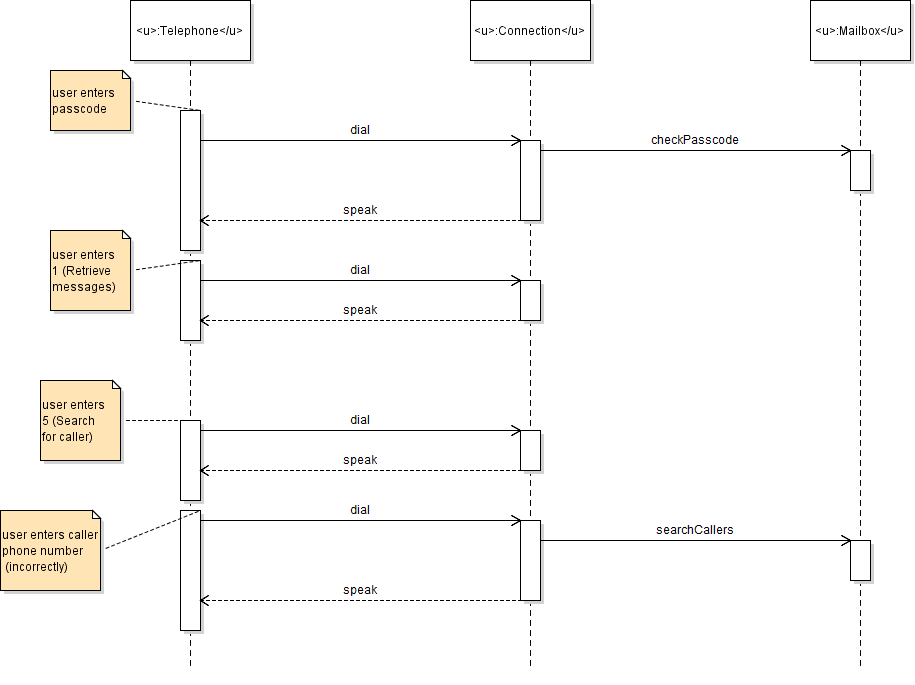 <u>:Telephone</u>
<u>:Connection</u>
<u>:Mailbox</u>
user enters
passcode
dial
checkPasscode
speak
user enters
1 (Retrieve
messages)
dial
speak
user enters
5 (Search
for caller)
dial
speak
user enters caller
phone number
(incorrectly)
dial
searchCallers
speak